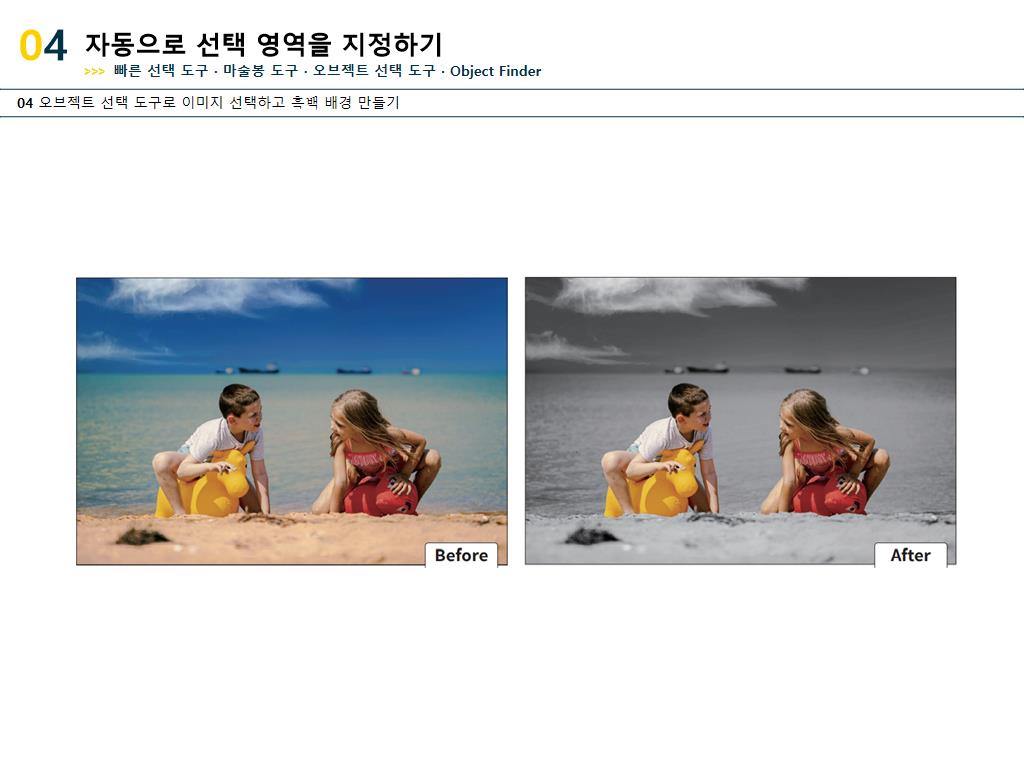 04 자동으로 선택 영역을 지정하기
>>> 빠른 선택 도구 · 마술봉 도구 · 오브젝트 선택 도구 · Object Finder
04 오브젝트 선택 도구로 이미지 선택하고 흑백 배경 만들기
Before
After